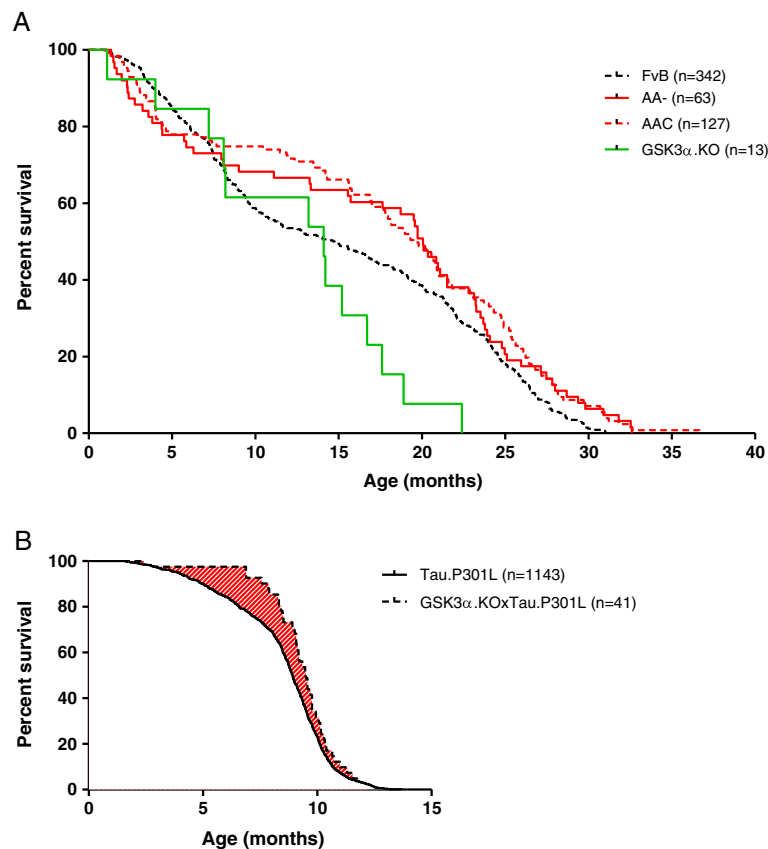 A
100
80
60
40
20
0
Percent survival
0 5 10 15 20 25 30 35 40
Age (months)
FvB (n=342)
AA- (n=63)
AAC (n=127)
GSK3α.KO (n=13)
B
100
80
60
40
20
0
Percent survival
0 5 10 15
Age (months)
Tau.P301L (n=1143)
GSK3α.KOxTau.P301L (n=41)